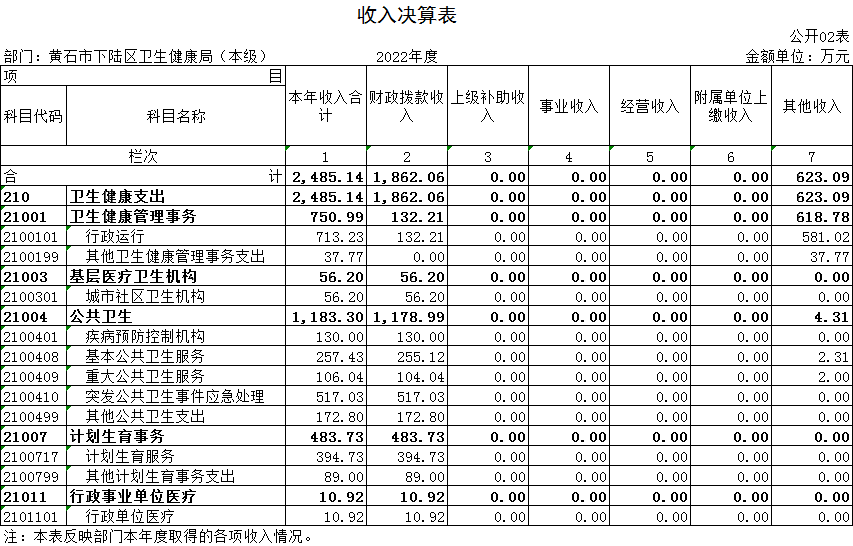 收入决算表
公开02表
部门：黄石市下陆区卫生健康局（本级） 2022年度 金额单位：万元
项 目 本年收入合计 财政拨款收入 上级补助收入 事业收入 经营收入 附属单位上缴收入 其他收入
科目代码 科目名称
栏次 1 2 3 4 5 6 7
合 计 2,485.14 1,862.06 0.00 0.00 0.00 0.00 623.09
210 卫生健康支出 2,485.14 1,862.06 0.00 0.00 0.00 0.00 623.09
21001 卫生健康管理事务 750.99 132.21 0.00 0.00 0.00 0.00 618.78
2100101 行政运行 713.23 132.21 0.00 0.00 0.00 0.00 581.02
2100199 其他卫生健康管理事务支出 37.77 0.00 0.00 0.00 0.00 0.00 37.77
21003 基层医疗卫生机构 56.20 56.20 0.00 0.00 0.00 0.00 0.00
2100301 城市社区卫生机构 56.20 56.20 0.00 0.00 0.00 0.00 0.00
21004 公共卫生 1,183.30 1,178.99 0.00 0.00 0.00 0.00 4.31
2100401 疾病预防控制机构 130.00 130.00 0.00 0.00 0.00 0.00 0.00
2100408 基本公共卫生服务 257.43 255.12 0.00 0.00 0.00 0.00 2.31
2100409 重大公共卫生服务 106.04 104.04 0.00 0.00 0.00 0.00 2.00
2100410 突发公共卫生事件应急处理 517.03 517.03 0.00 0.00 0.00 0.00 0.00
2100499 其他公共卫生支出 172.80 172.80 0.00 0.00 0.00 0.00 0.00
21007 计划生育事务 483.73 483.73 0.00 0.00 0.00 0.00 0.00
2100717 计划生育服务 394.73 394.73 0.00 0.00 0.00 0.00 0.00
2100799 其他计划生育事务支出 89.00 89.00 0.00 0.00 0.00 0.00 0.00
21011 行政事业单位医疗 10.92 10.92 0.00 0.00 0.00 0.00 0.00
2101101 行政单位医疗 10.92 10.92 0.00 0.00 0.00 0.00 0.00
注：本表反映部门本年度取得的各项收入情况。